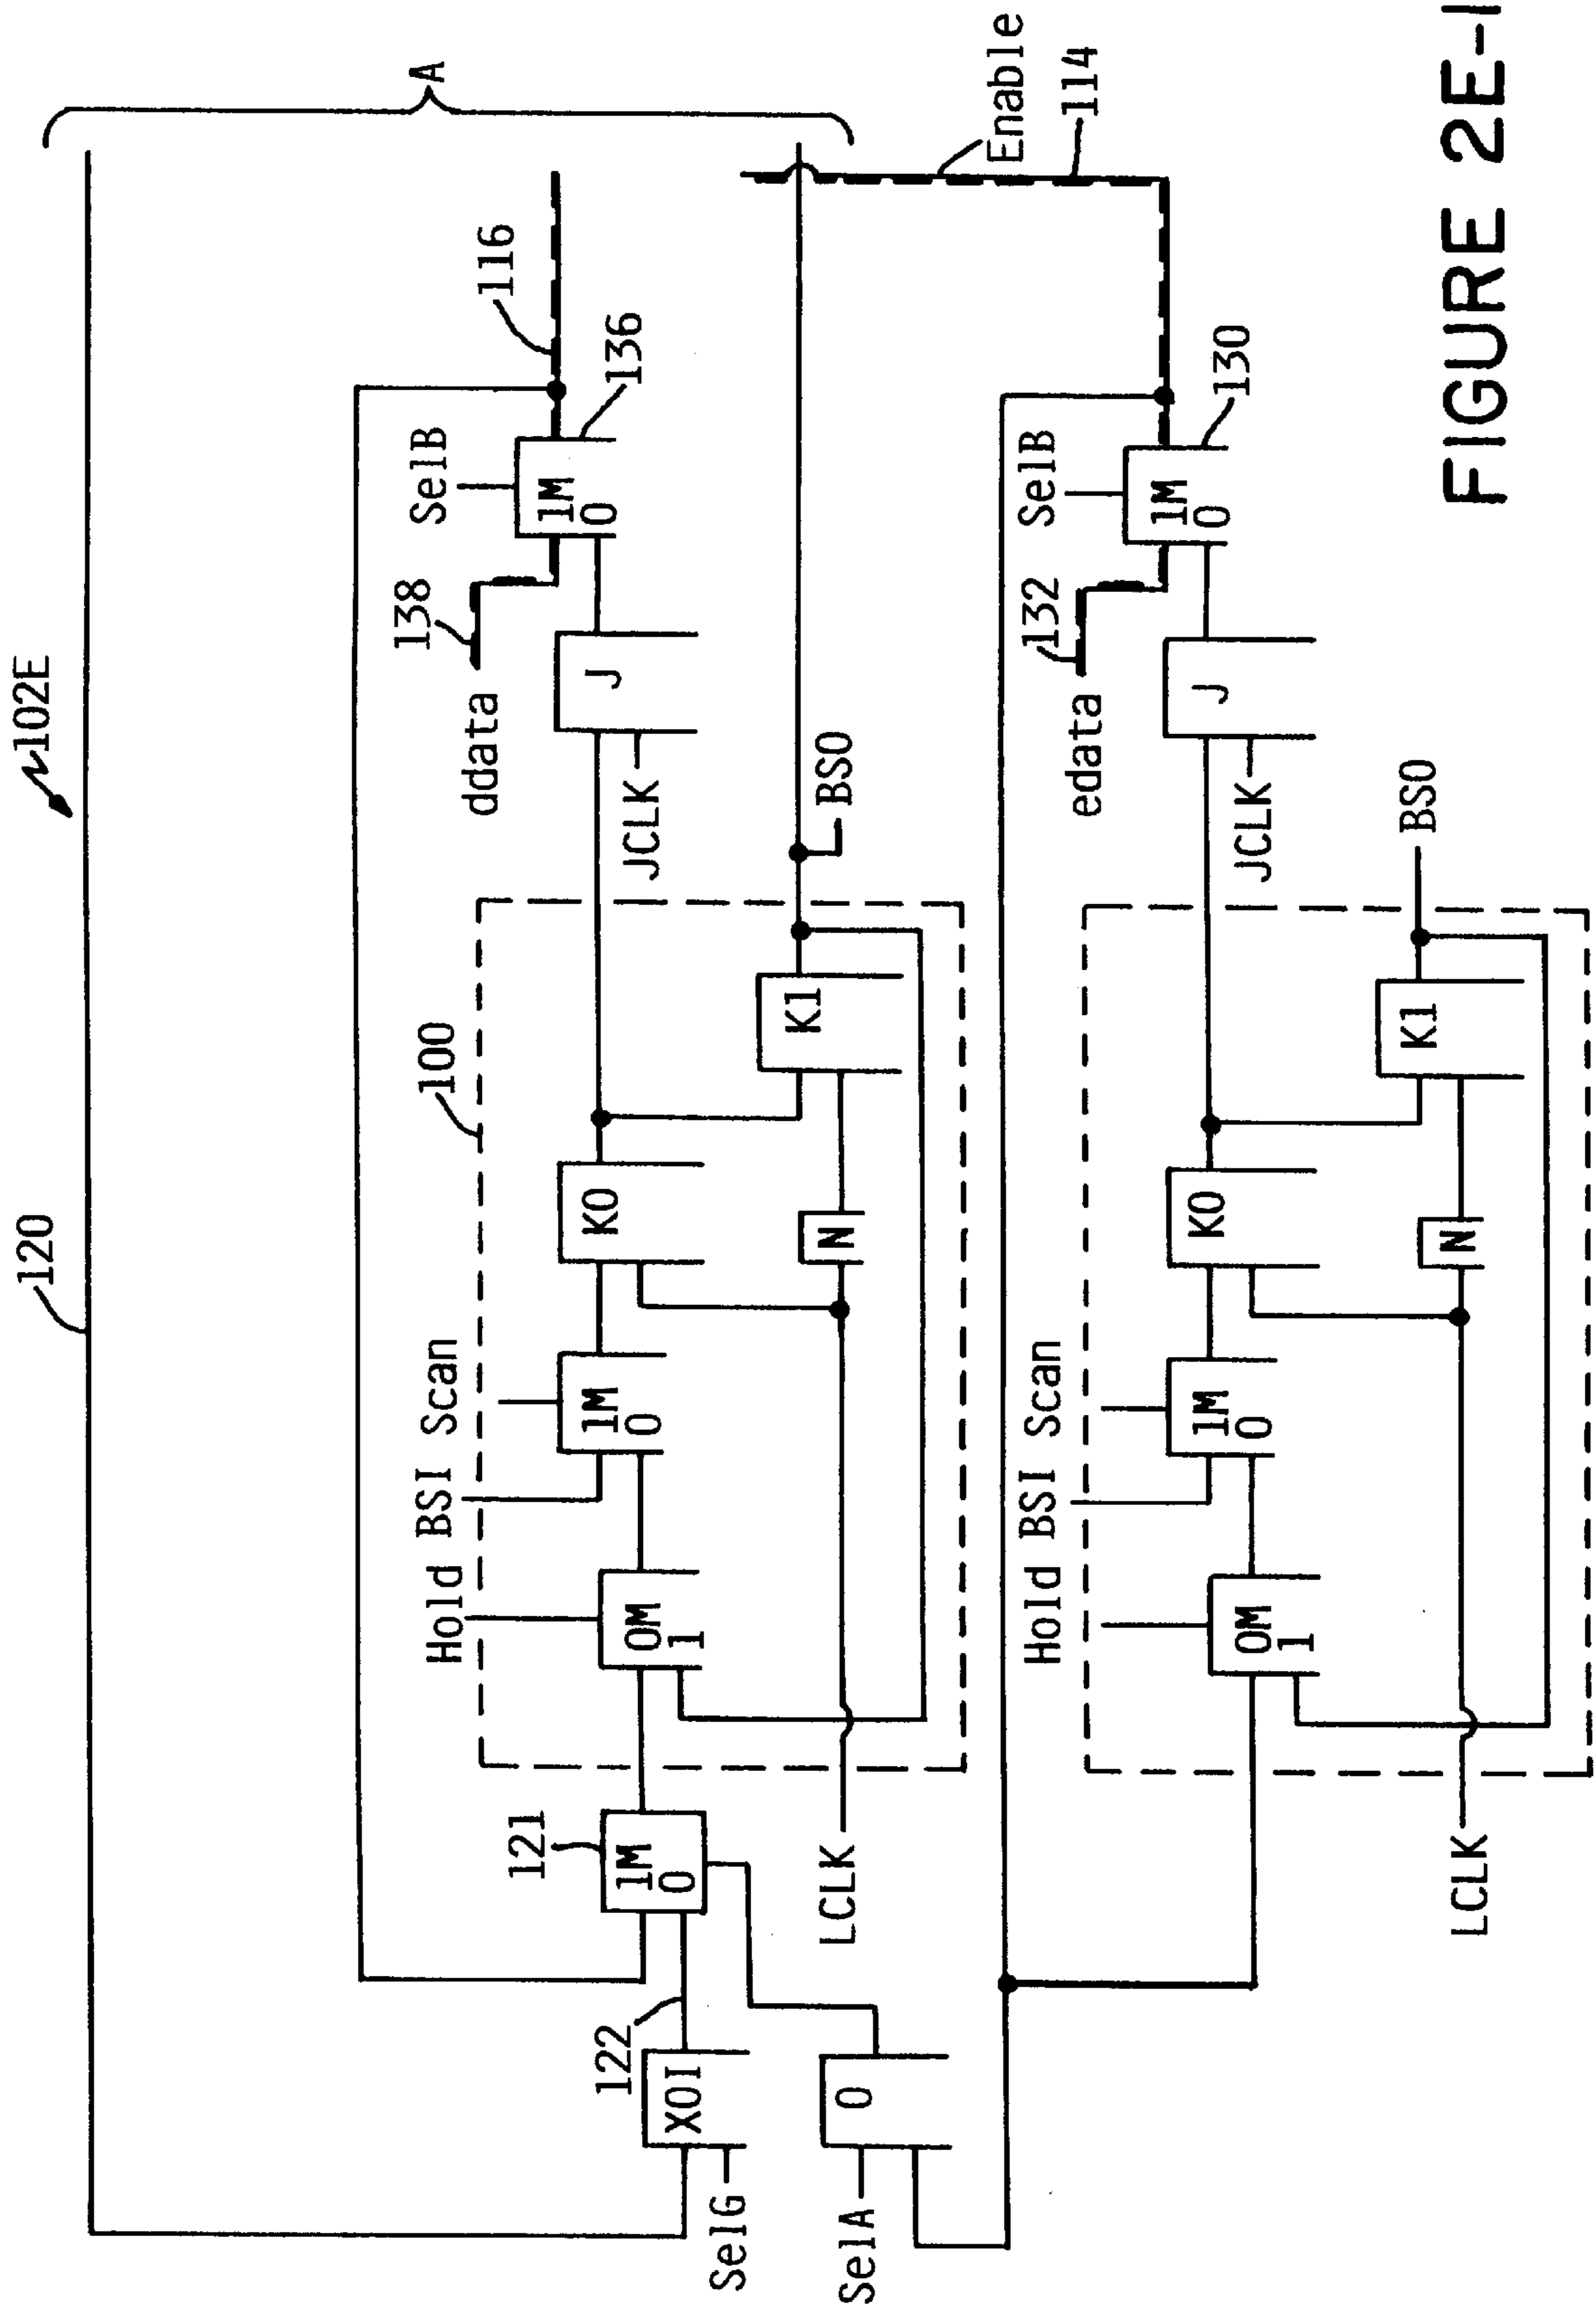 102E
120
A
116
SelB
136
138
ddata
1M
0
J
JCLK
100
Hold BSI Scan
121
1M
0
0M
1
1M
0
K0
K1
N
BSO
LCLK
122
XOI
SelG
SelA
O
Enable
114
SelB
130
132
edata
1M
0
J
JCLK
Hold BSI Scan
0M
1
1M
0
K0
K1
N
BSO
LCLK
FIGURE 2E-1